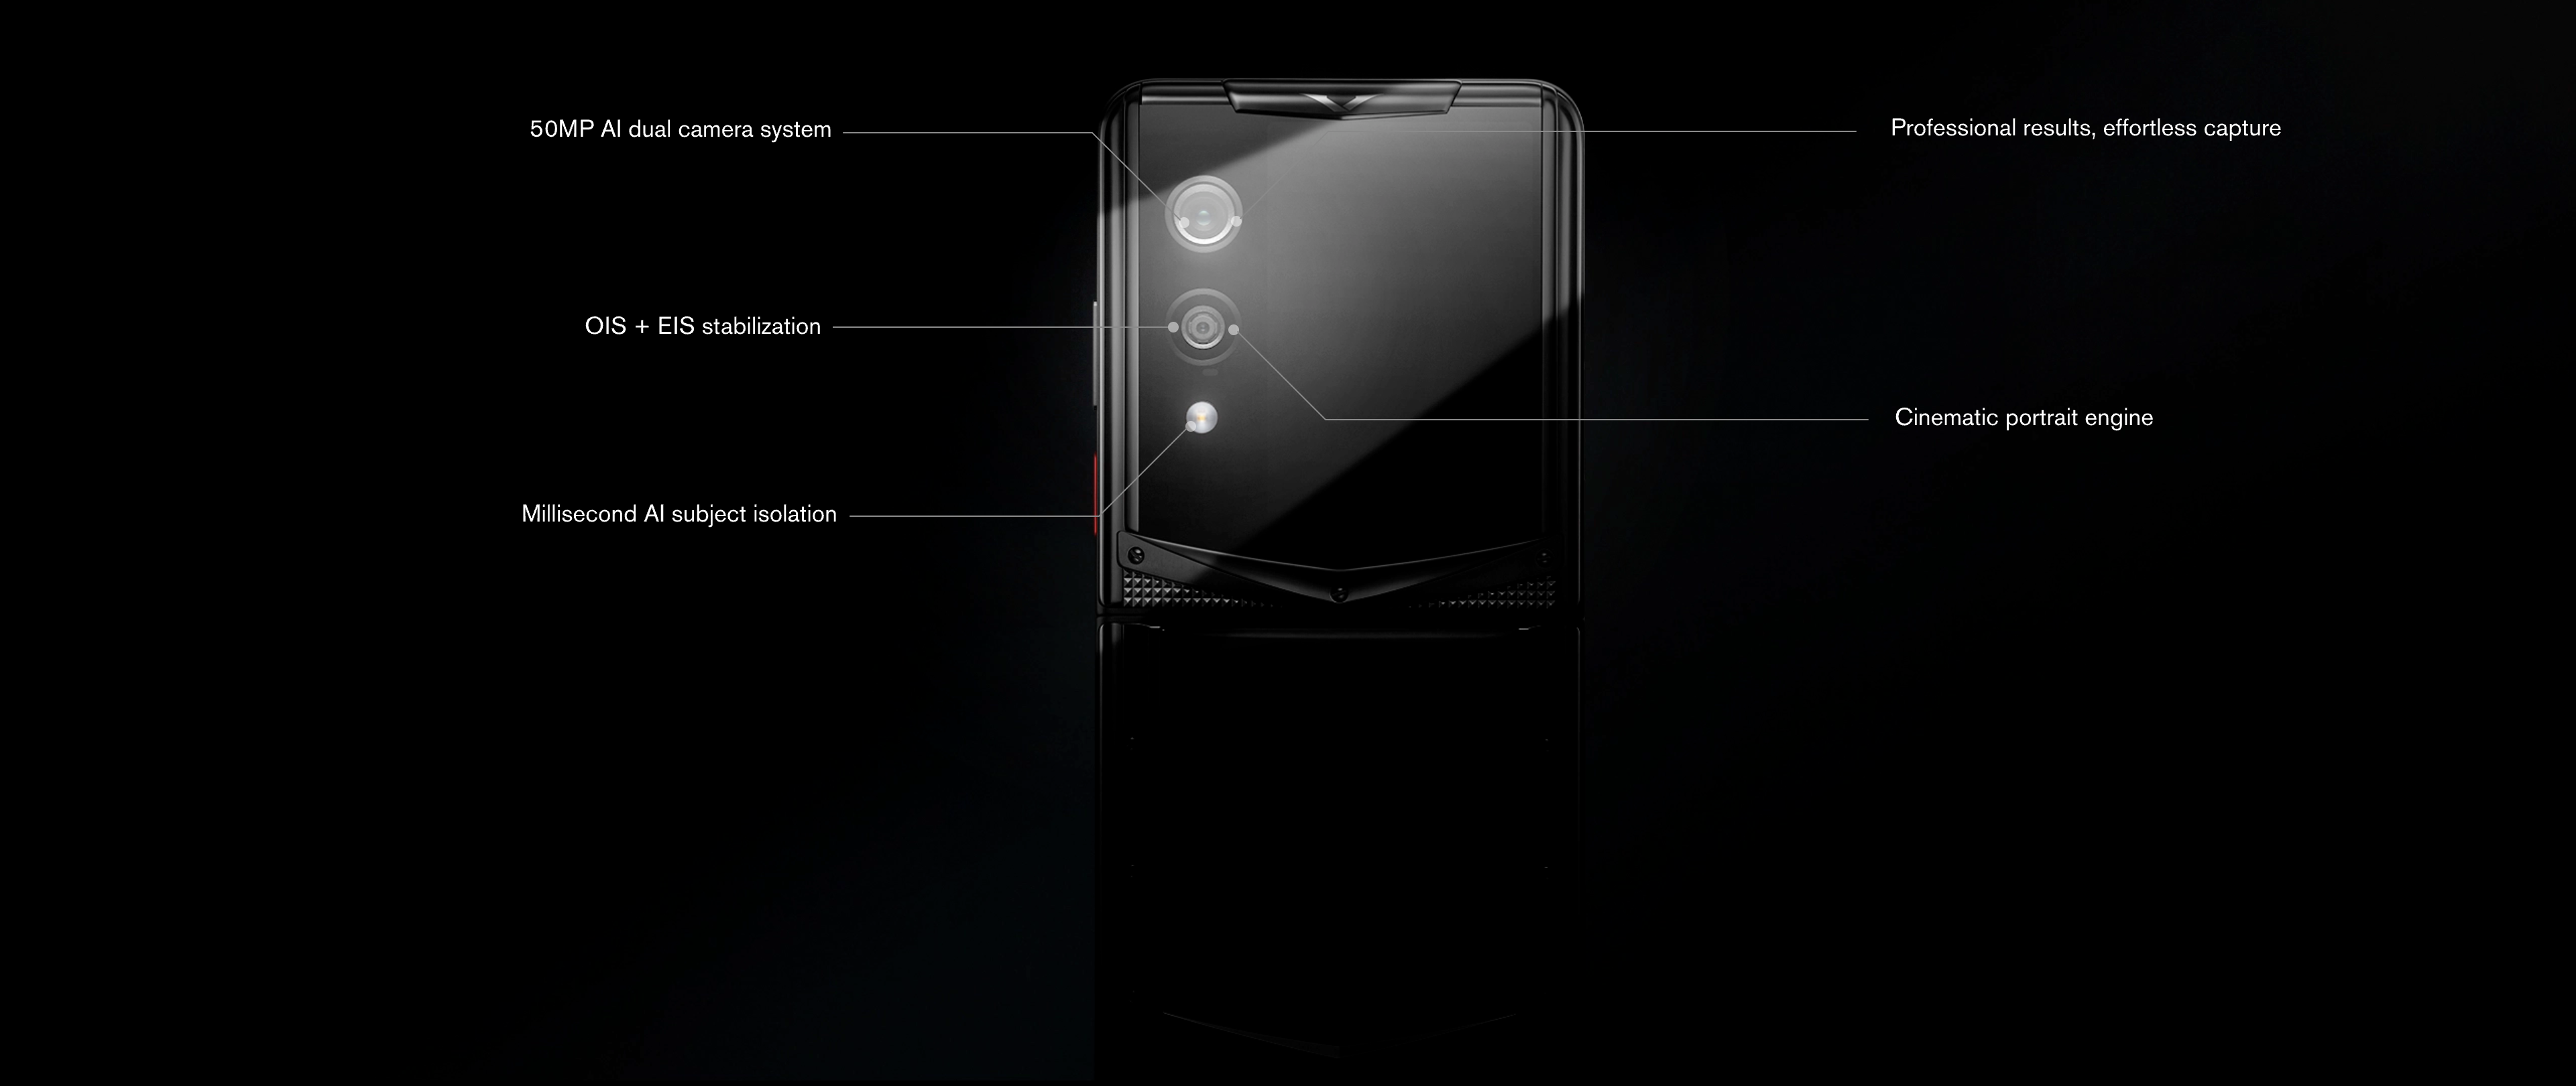 50MP AI dual camera system
Professional results, effortless capture
OIS + EIS stabilization
Cinematic portrait engine
Millisecond AI subject isolation